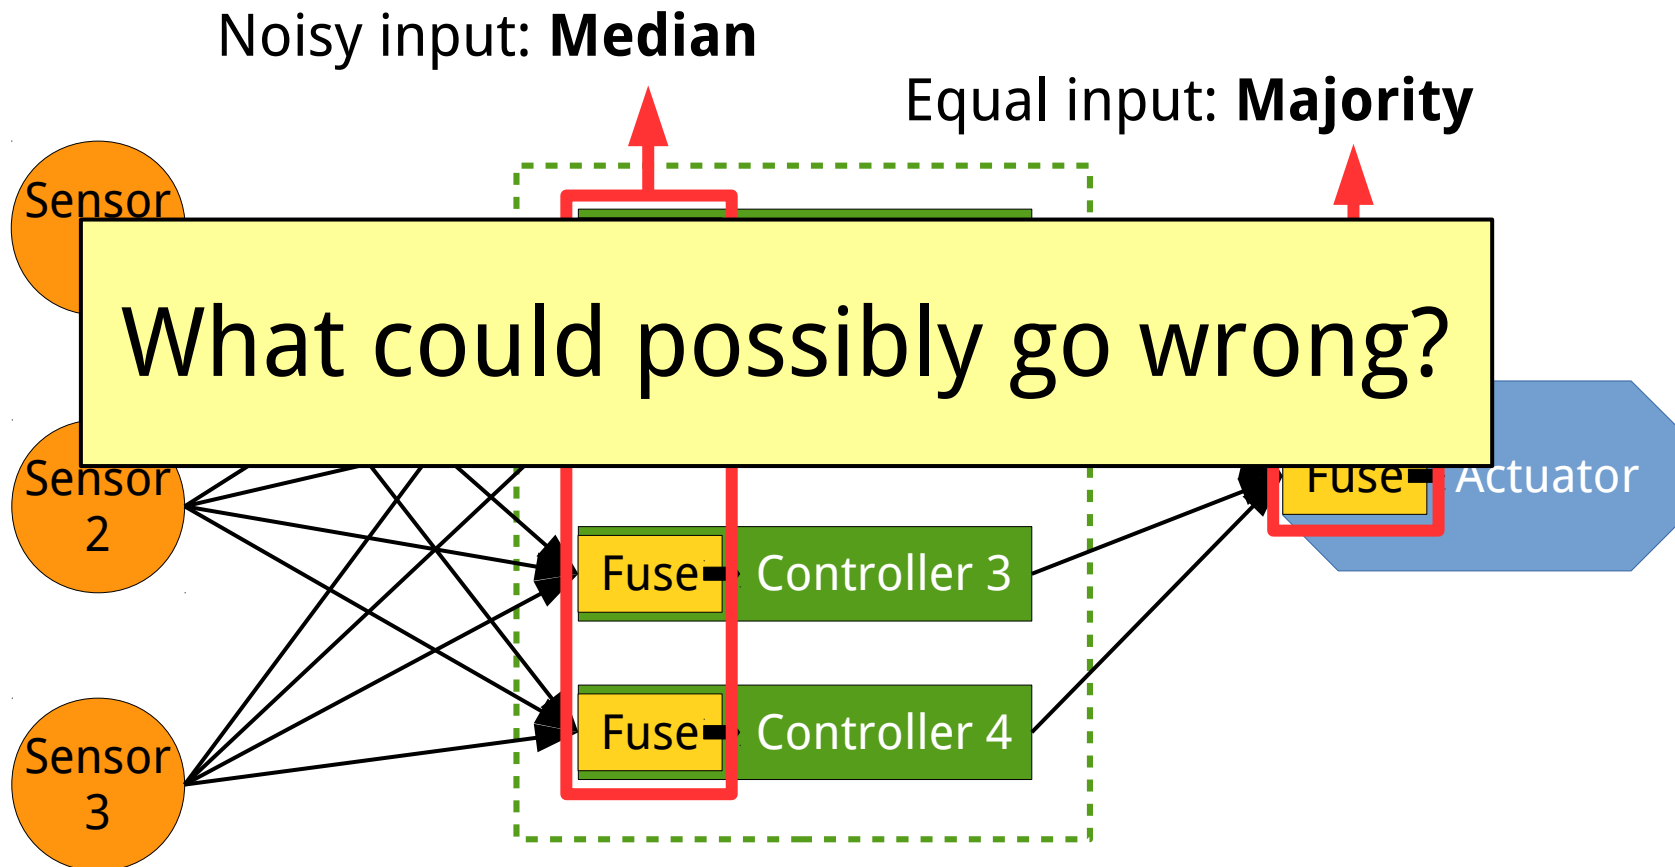 Noisy input: Median
Equal input: Majority
Sensor
What could possibly go wrong?
Sensor
2
Fuse
Actuator
Fuse
Controller 3
Fuse
Controller 4
Sensor
3